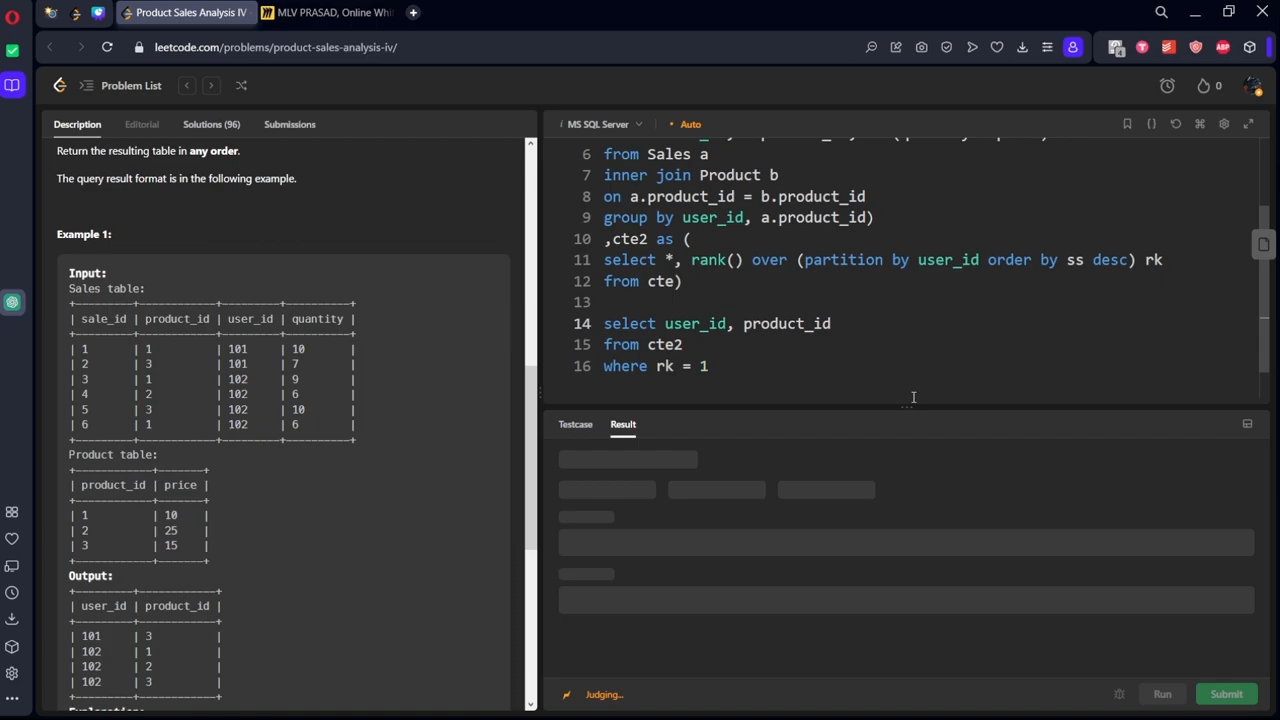 Product Sales Analysis IV
MLV PRASAD, Online Whi
leetcode.com/problems/product-sales-analysis-iv/
4
ABP
Problem List
0
Description
Editorial
Solutions (96)
Submissions
Return the resulting table in any order.
The query result format is in the following example.
Example 1:
Input:
Sales table:
+---------+------------+---------+----------+
| sale_id | product_id | user_id | quantity |
+---------+------------+---------+----------+
| 1 | 1 | 101 | 10 |
| 2 | 3 | 101 | 7 |
| 3 | 1 | 102 | 9 |
| 4 | 2 | 102 | 6 |
| 5 | 3 | 102 | 10 |
| 6 | 1 | 102 | 6 |
+---------+------------+---------+----------+
Product table:
+------------+-------+
| product_id | price |
+------------+-------+
| 1 | 10 |
| 2 | 25 |
| 3 | 15 |
+------------+-------+
Output:
+---------+------------+
| user_id | product_id |
+---------+------------+
| 101 | 3 |
| 102 | 1 |
| 102 | 2 |
| 102 | 3 |
+---------+------------+
MS SQL Server
Auto
6 from Sales a
7 inner join Product b
8 on a.product_id = b.product_id
9 group by user_id, a.product_id)
10 ,cte2 as (
11 select *, rank() over (partition by user_id order by ss desc) rk
12 from cte)
13
14 select user_id, product_id
15 from cte2
16 where rk = 1
Testcase
Result
Judging...
Run
Submit